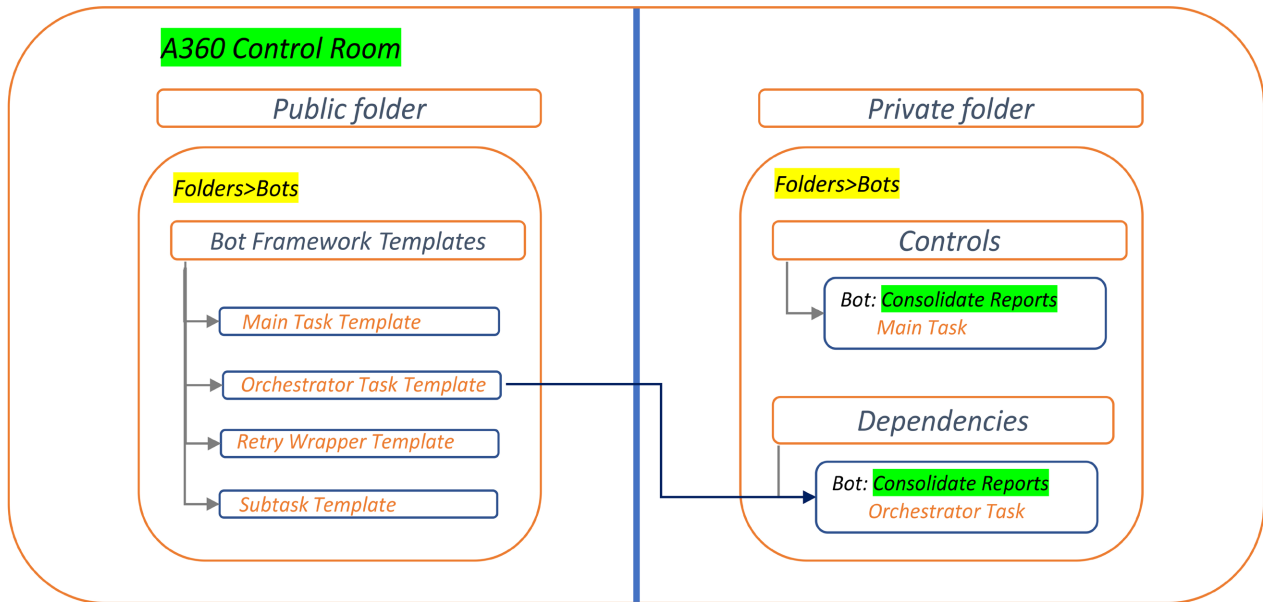 A360 Control Room
Public folder
Folders>Bots
Bot Framework Templates
Main Task Template
Orchestrator Task Template
Retry Wrapper Template
Subtask Template
Private folder
Folders>Bots
Controls
Bot: Consolidate Reports
Main Task
Dependencies
Bot: Consolidate Reports
Orchestrator Task